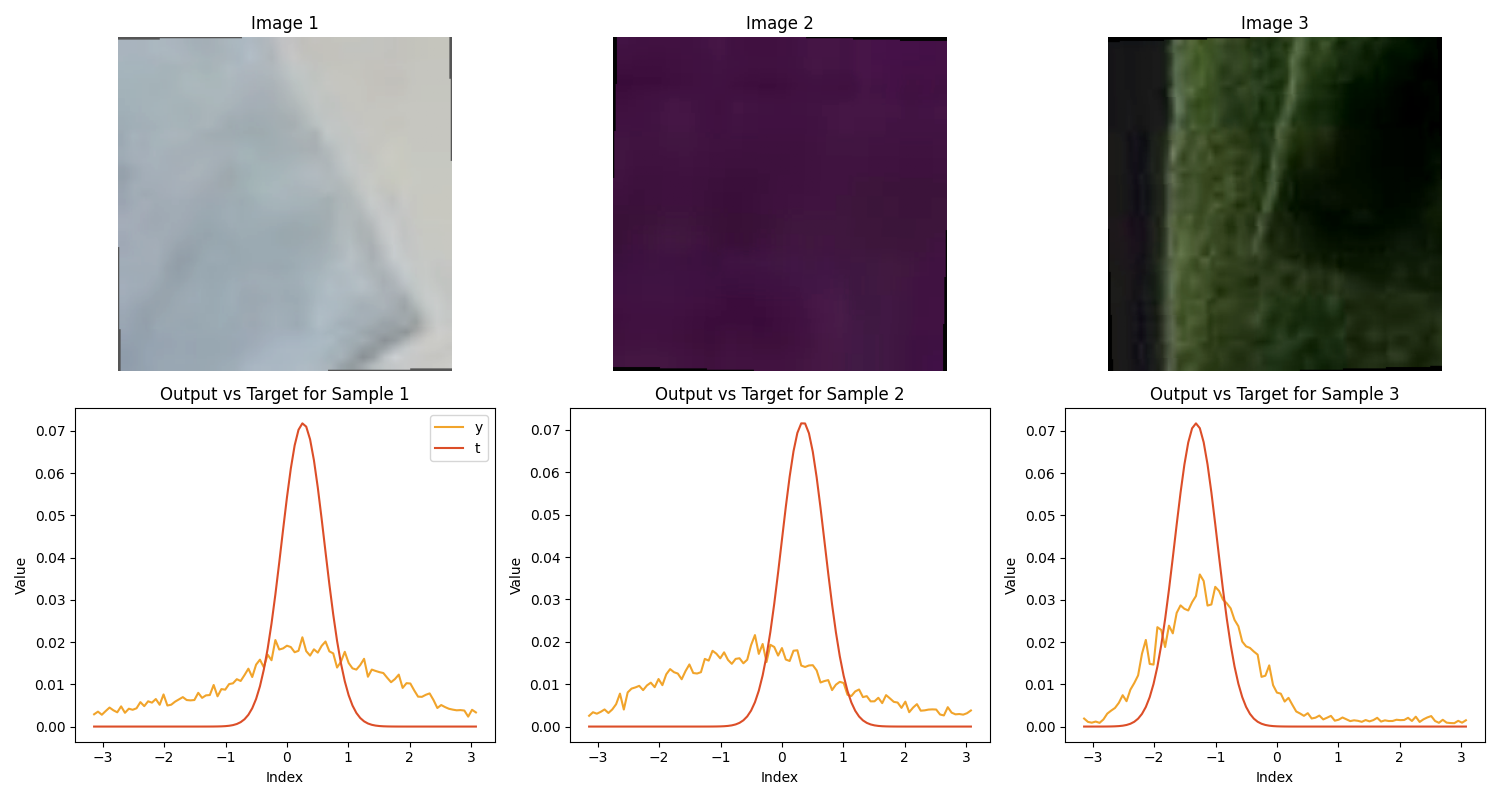 Image 1
Image 2
Image 3
Output vs Target for Sample 1
Output vs Target for Sample 2
Output vs Target for Sample 3
y
t
Value
0.07
0.06
0.05
0.04
0.03
0.02
0.01
0.00
−3 −2 −1 0 1 2 3
Index
Value
0.07
0.06
0.05
0.04
0.03
0.02
0.01
0.00
−3 −2 −1 0 1 2 3
Index
Value
0.07
0.06
0.05
0.04
0.03
0.02
0.01
0.00
−3 −2 −1 0 1 2 3
Index